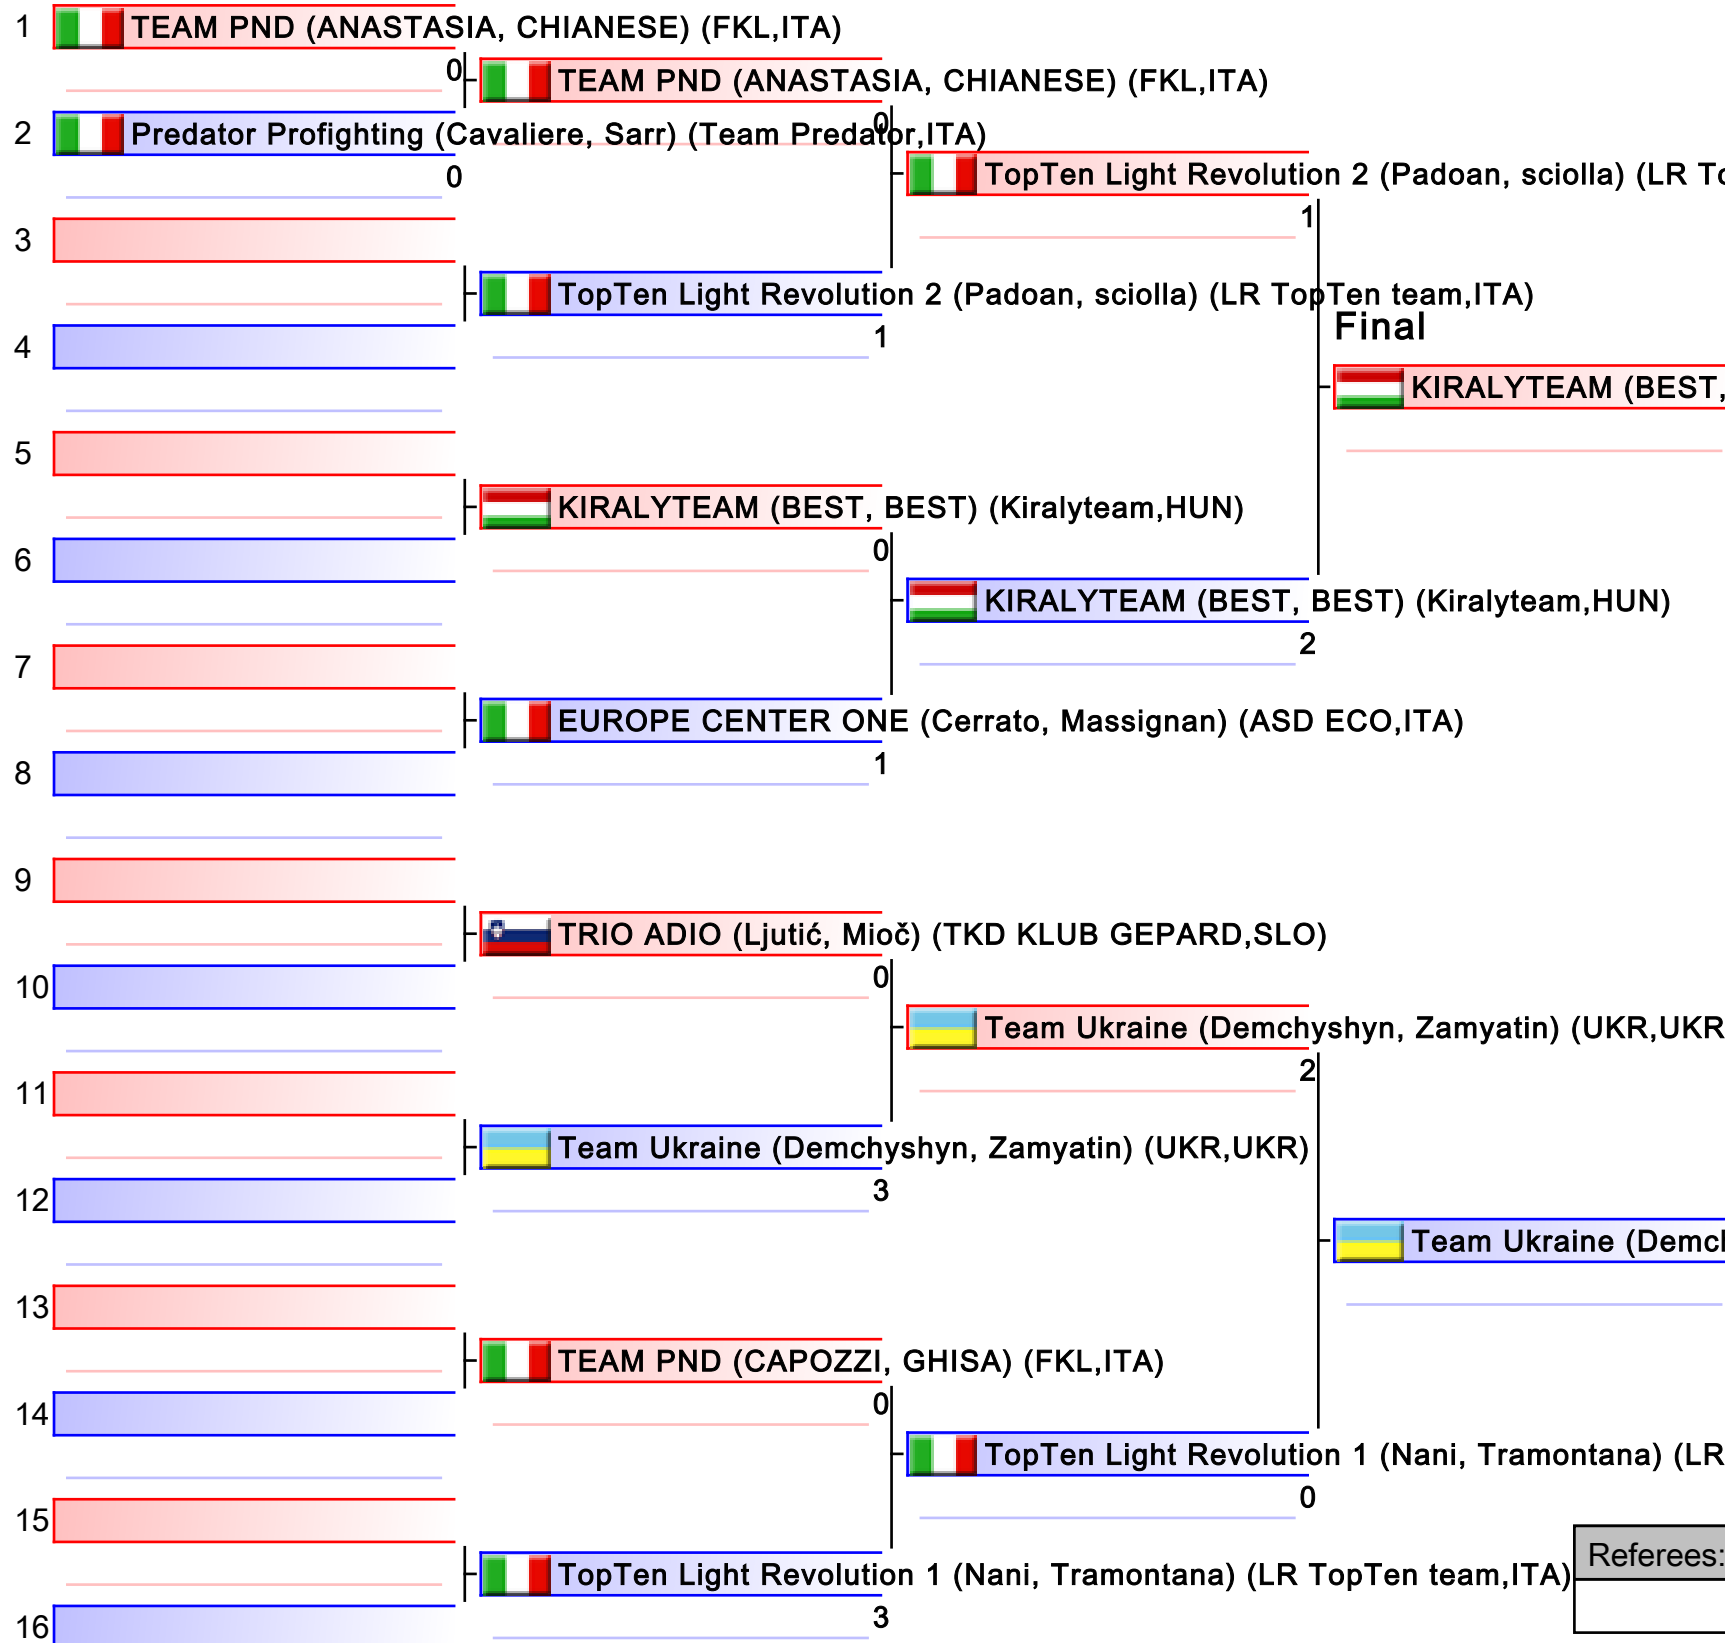 1 TEAM PND (ANASTASIA, CHIANESE) (FKL,ITA)
0 TEAM PND (ANASTASIA, CHIANESE) (FKL,ITA)
2 Predator Profighting (Cavaliere, Sarr) (Team Predator,ITA)
0
0
TopTen Light Revolution 2 (Padoan, sciolla) (LR To
1
3
TopTen Light Revolution 2 (Padoan, sciolla) (LR TopTen team,ITA)
1
Final
4
KIRALYTEAM (BEST,
5
KIRALYTEAM (BEST, BEST) (Kiralyteam,HUN)
0
6
KIRALYTEAM (BEST, BEST) (Kiralyteam,HUN)
2
7
EUROPE CENTER ONE (Cerrato, Massignan) (ASD ECO,ITA)
1
8
9
TRIO ADIO (Ljutić, Mioč) (TKD KLUB GEPARD,SLO)
0
10
Team Ukraine (Demchyshyn, Zamyatin) (UKR,UKR
2
11
Team Ukraine (Demchyshyn, Zamyatin) (UKR,UKR)
3
12
Team Ukraine (Demcl
13
TEAM PND (CAPOZZI, GHISA) (FKL,ITA)
0
14
TopTen Light Revolution 1 (Nani, Tramontana) (LR
0
15
Referees:
TopTen Light Revolution 1 (Nani, Tramontana) (LR TopTen team,ITA)
3
16